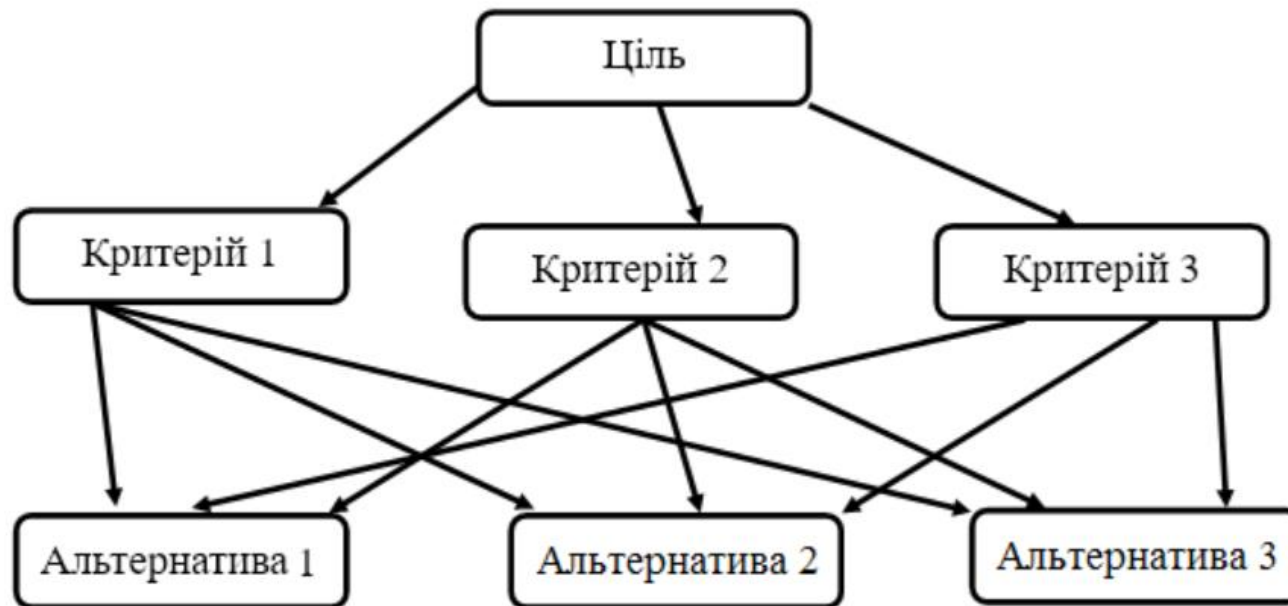 Ціль
Критерій 1
Критерій 2
Критерій 3
Альтернатива 1
Альтернатива 2
Альтернатива 3